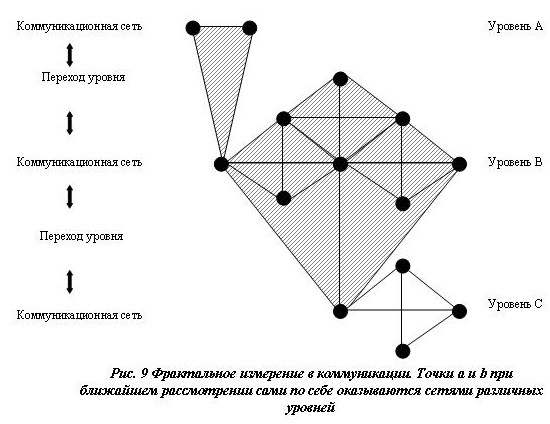 Коммуникационная сеть
Уровень А
Переход уровня
Коммуникационная сеть
Уровень В
Переход уровня
Коммуникационная сеть
Уровень С
Рис. 9 Фрактальное измерение в коммуникации. Точки a и b при
ближайшем рассмотрении сами по себе оказываются сетями различных
уровней